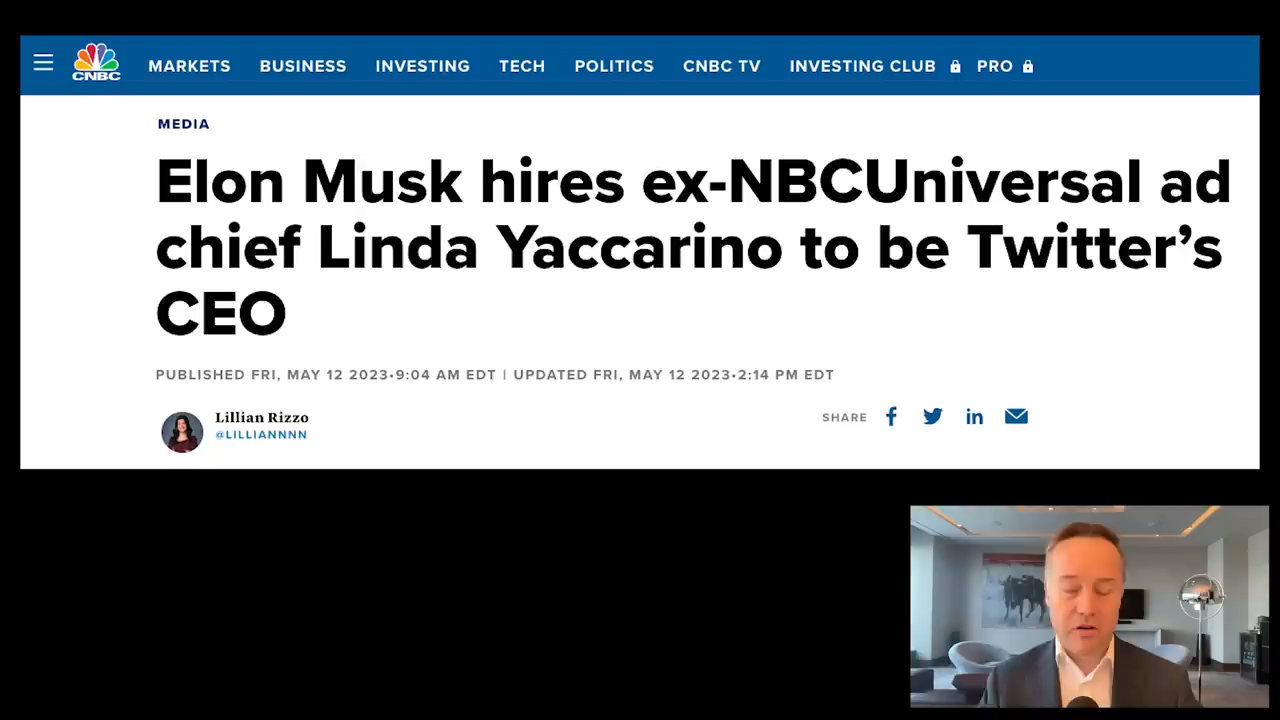 CNBC MARKETS BUSINESS INVESTING TECH POLITICS CNBC TV INVESTING CLUB PRO
MEDIA
Elon Musk hires ex-NBCUniversal ad
chief Linda Yaccarino to be Twitter’s
CEO
PUBLISHED FRI, MAY 12 2023•9:04 AM EDT | UPDATED FRI, MAY 12 2023•2:14 PM EDT
Lillian Rizzo
@LILLIANNNN
SHARE